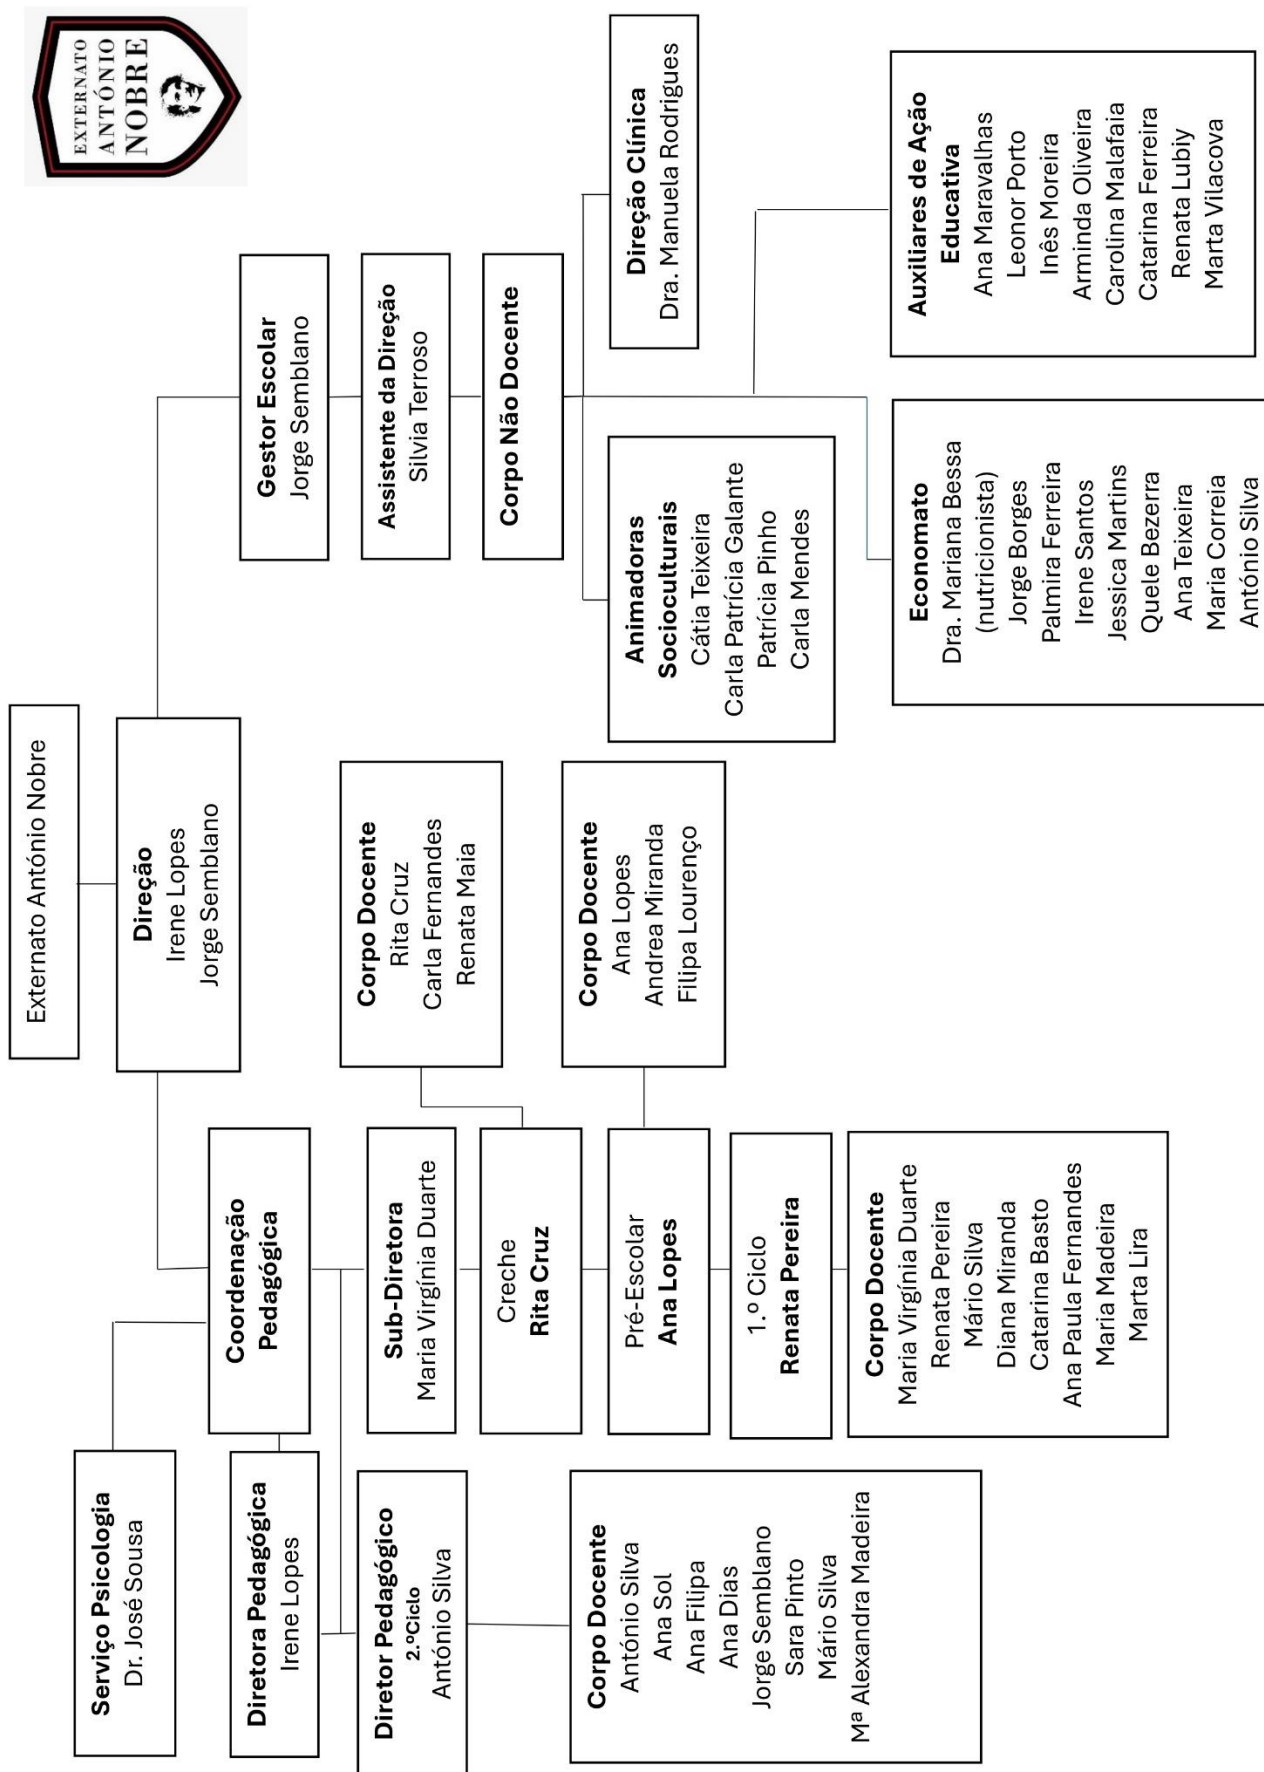 EXTERNATO
ANTÓNIO
NOBRE
Externato António Nobre
Direção
Irene Lopes
Jorge Semblano
Serviço Psicologia
Dr. José Sousa
Coordenação
Pedagógica
Diretora Pedagógica
Irene Lopes
Diretor Pedagógico
2.ºCiclo
António Silva
Corpo Docente
António Silva
Ana Sol
Ana Filipa
Ana Dias
Jorge Semblano
Sara Pinto
Mário Silva
Mª Alexandra Madeira
Sub-Diretora
Maria Virgínia Duarte
Creche
Rita Cruz
Corpo Docente
Rita Cruz
Carla Fernandes
Renata Maia
Pré-Escolar
Ana Lopes
Corpo Docente
Ana Lopes
Andrea Miranda
Filipa Lourenço
1.º Ciclo
Renata Pereira
Corpo Docente
Maria Virgínia Duarte
Renata Pereira
Mário Silva
Diana Miranda
Catarina Basto
Ana Paula Fernandes
Maria Madeira
Marta Lira
Gestor Escolar
Jorge Semblano
Assistente da Direção
Silvia Terroso
Corpo Não Docente
Animadoras
Socioculturais
Cátia Teixeira
Carla Patrícia Galante
Patrícia Pinho
Carla Mendes
Direção Clínica
Dra. Manuela Rodrigues
Economato
Dra. Mariana Bessa
(nutricionista)
Jorge Borges
Palmira Ferreira
Irene Santos
Jessica Martins
Quele Bezerra
Ana Teixeira
Maria Correia
António Silva
Auxiliares de Ação
Educativa
Ana Maravalhas
Leonor Porto
Inês Moreira
Arminda Oliveira
Carolina Malafaia
Catarina Ferreira
Renata Lubiy
Marta Vilacova